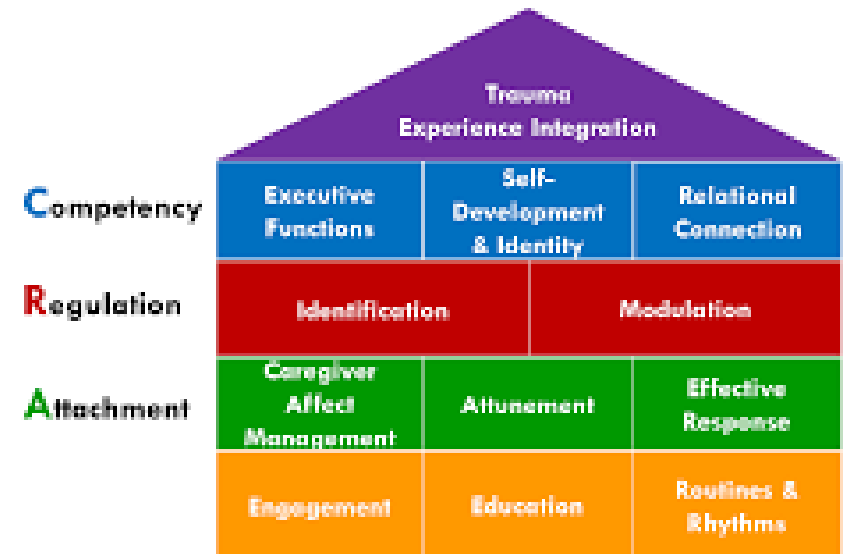 Trauma
Experience Integration
Competency
Executive
Functions
Self-
Development
& Identity
Relational
Connection
Regulation
Identification
Modulation
Attachment
Caregiver
Affect
Management
Attunement
Effective
Response
Engagement
Education
Routines &
Rhythms